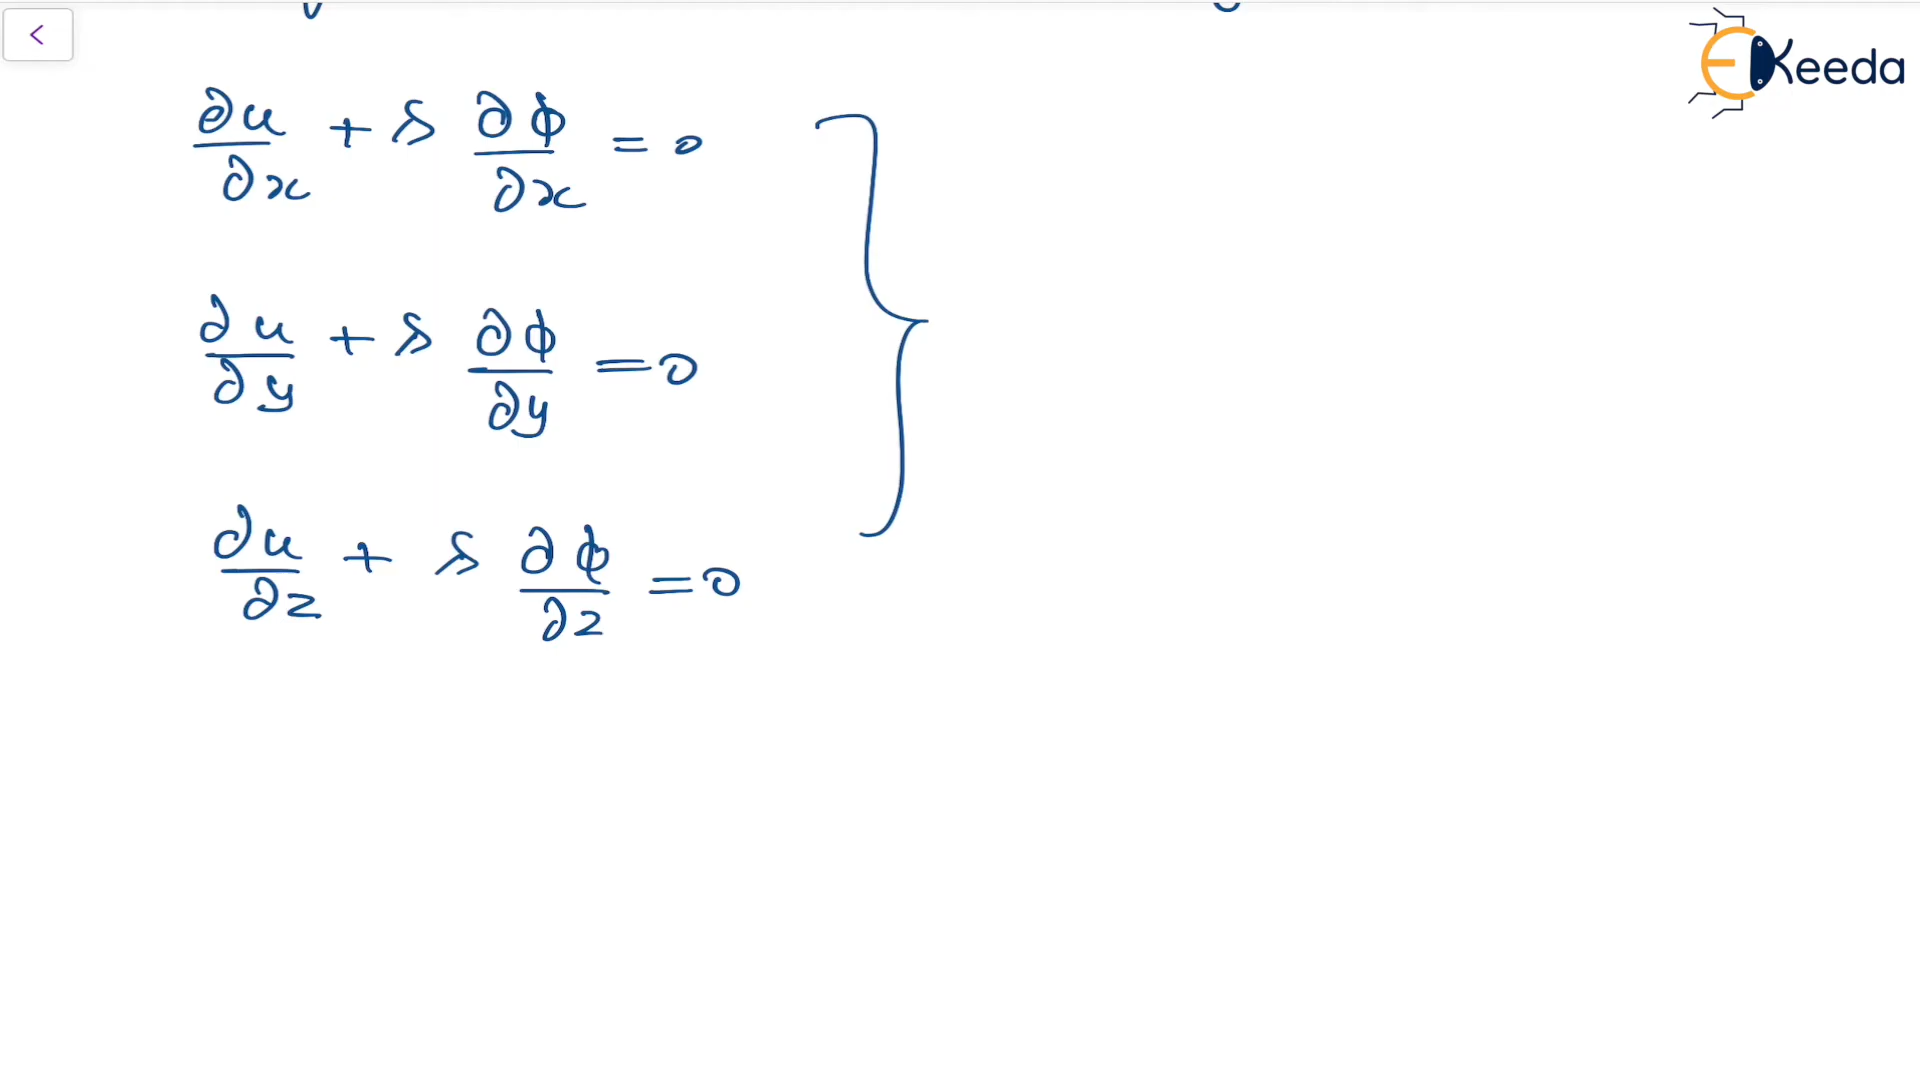 EKeeda
∂u/∂x + λ ∂ϕ/∂x = 0
∂u/∂y + λ ∂ϕ/∂y = 0
∂u/∂z + λ ∂ϕ/∂z = 0